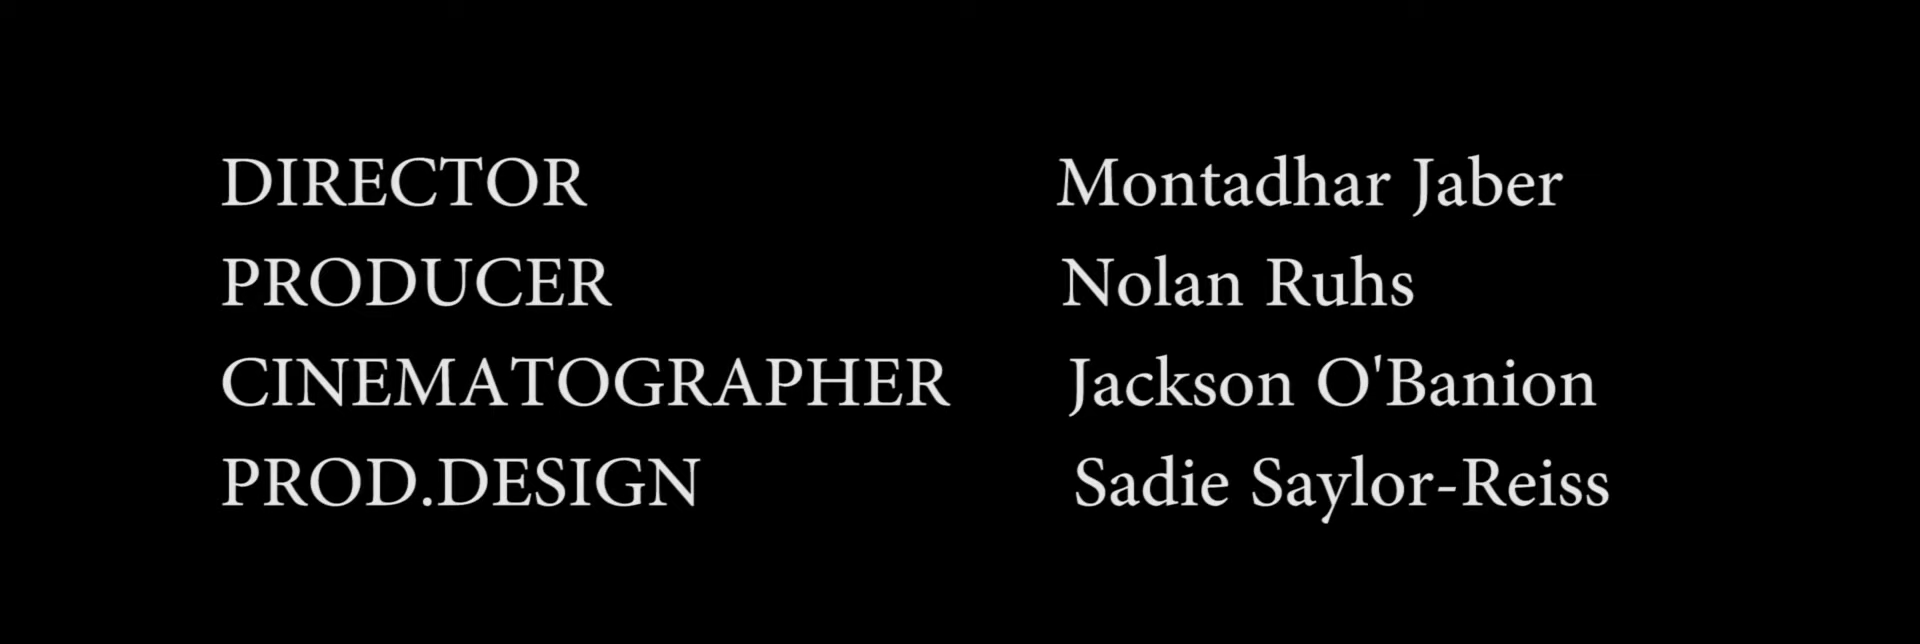 DIRECTOR Montadhar Jaber
PRODUCER Nolan Ruhs
CINEMATOGRAPHER Jackson O'Banion
PROD.DESIGN Sadie Saylor-Reiss